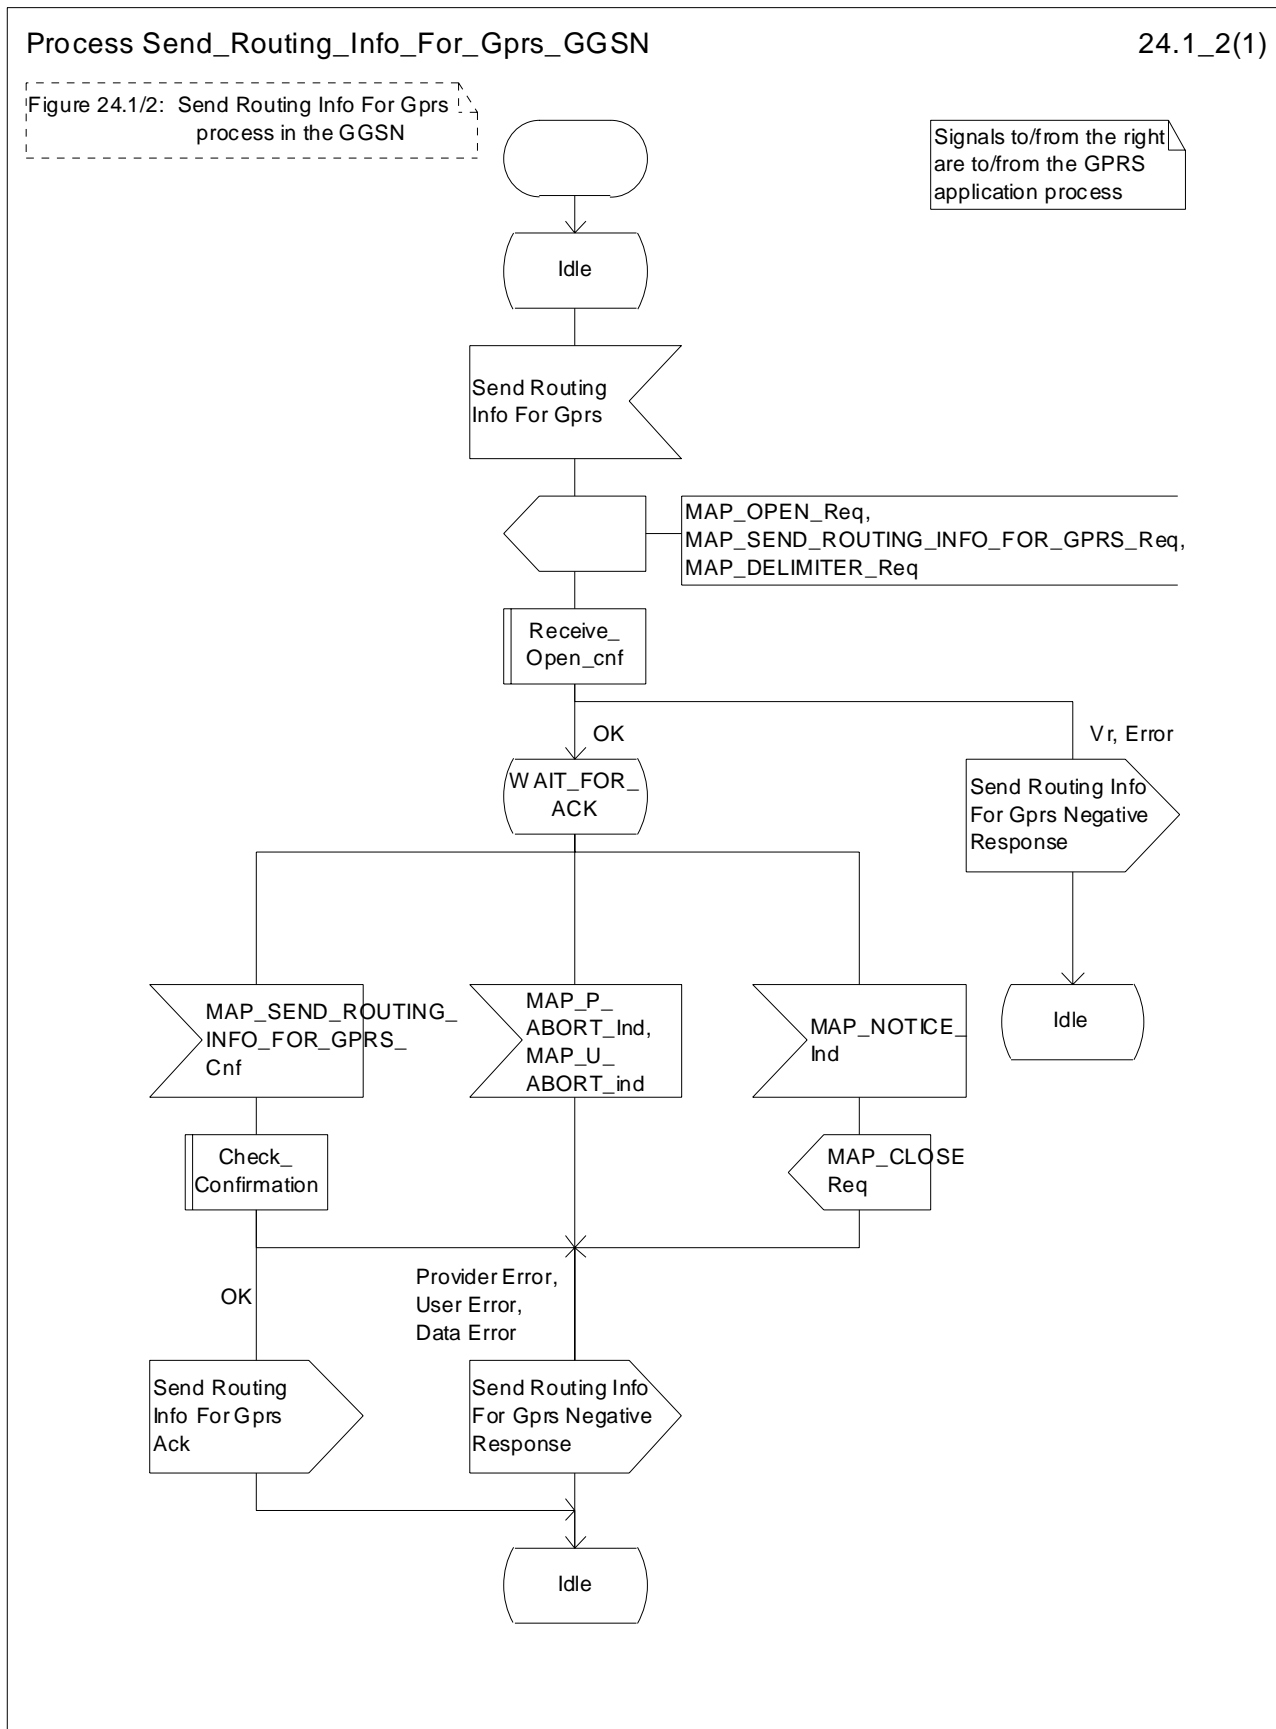 Process Send_Routing_Info_For_Gprs_GGSN
24.1_2(1)
Figure 24.1/2: Send Routing Info For Gprs
process in the GGSN
Signals to/from the right
are to/from the GPRS
application process
Idle
Send Routing
Info For Gprs
MAP_OPEN_Req,
MAP_SEND_ROUTING_INFO_FOR_GPRS_Req,
MAP_DELIMITER_Req
Receive_
Open_cnf
OK
Vr, Error
WAIT_FOR_
ACK
Send Routing Info
For Gprs Negative
Response
MAP_SEND_ROUTING_
INFO_FOR_GPRS_
Cnf
MAP_P_
ABORT_Ind,
MAP_U_
ABORT_ind
MAP_NOTICE_
Ind
Idle
Check_
Confirmation
MAP_CLOSE
Req
OK
Provider Error,
User Error,
Data Error
Send Routing
Info For Gprs
Ack
Send Routing Info
For Gprs Negative
Response
Idle